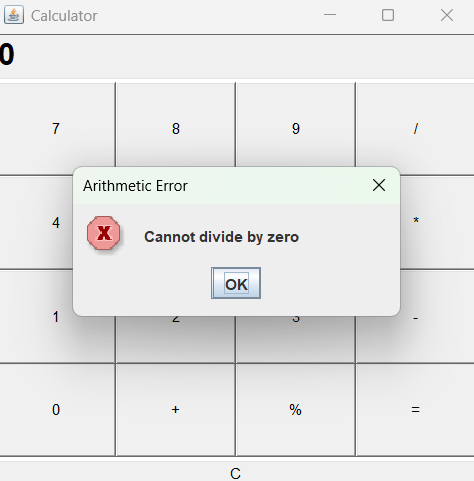 Calculator
0
7 8 9 /
Arithmetic Error
4 *
Cannot divide by zero
OK
1 2 3 -
0 + % =
C